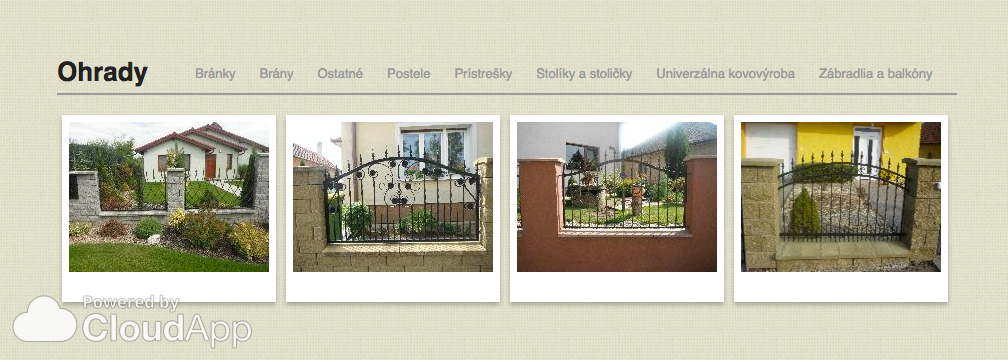 Ohrady Bránky Brány Ostatné Postele Prístrešky Stolíky a stoličky Univerzálna kovovýroba Zábradlia a balkóny
Powered by
CloudApp